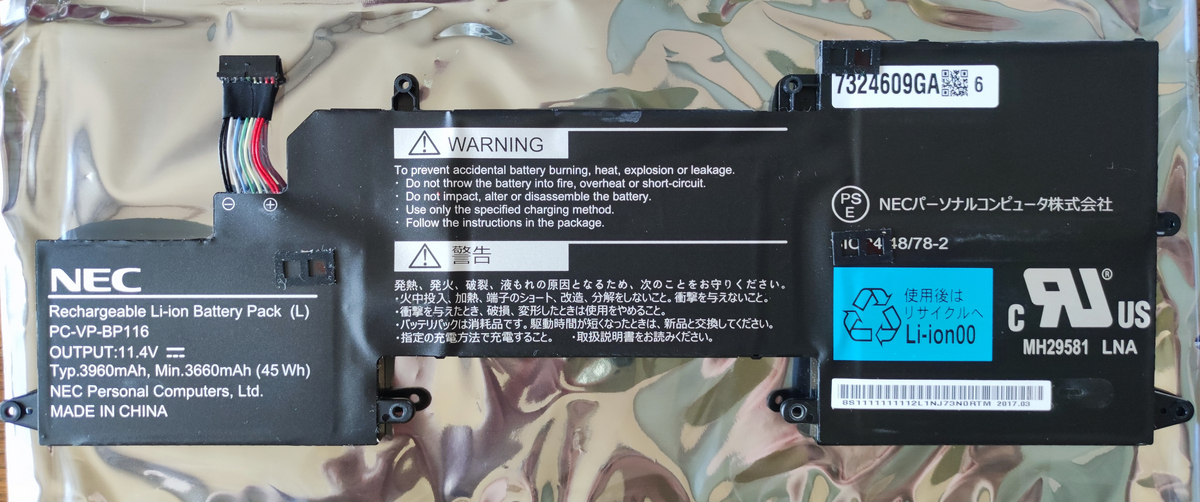 NEC
Rechargeable Li-ion Battery Pack (L)
PC-VP-BP116
OUTPUT:11.4V
Typ.3960mAh, Min.3660mAh (45 Wh)
NEC Personal Computers, Ltd.
MADE IN CHINA
WARNING
To prevent accidental battery burning, heat, explosion or leakage.
・ Do not throw the battery into fire, overheat or short-circuit.
・ Do not impact, alter or disassemble the battery.
・ Use only the specified charging method.
・ Follow the instructions in the package.
警告
発熱、発火、破裂、液もれの原因となるため、次のことをお守りください。
・火中投入、加熱、端子のショート、改造、分解をしないこと。衝撃を与えないこと。
・衝撃を与えたとき、破損、変形したときは使用をやめること。
・バッテリパックは消耗品です。駆動時間が短くなったときは、新品と交換してください。
・指定の充電方法で充電すること。 ・取扱説明書をお読みください。
7324609GA 6
PS
E
NECパーソナルコンピュータ株式会社
48/78-2
使用後は
リサイクルへ
Li-ion00
C RU US
®
MH29581 LNA
8S1111111112L1NJ73N0RTM 2017.03